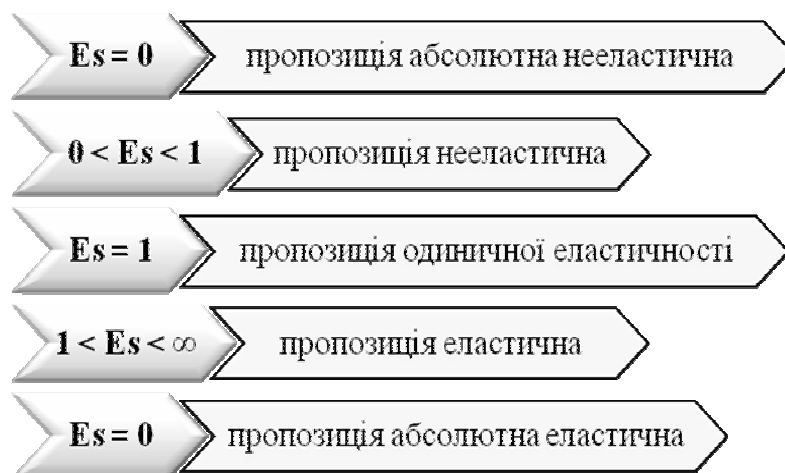 Es = 0 пропозиція абсолютна нееластична
0 < Es < 1 пропозиція нееластична
Es = 1 пропозиція одиничної еластичності
1 < Es < ∞ пропозиція еластична
Es = 0 пропозиція абсолютна еластична